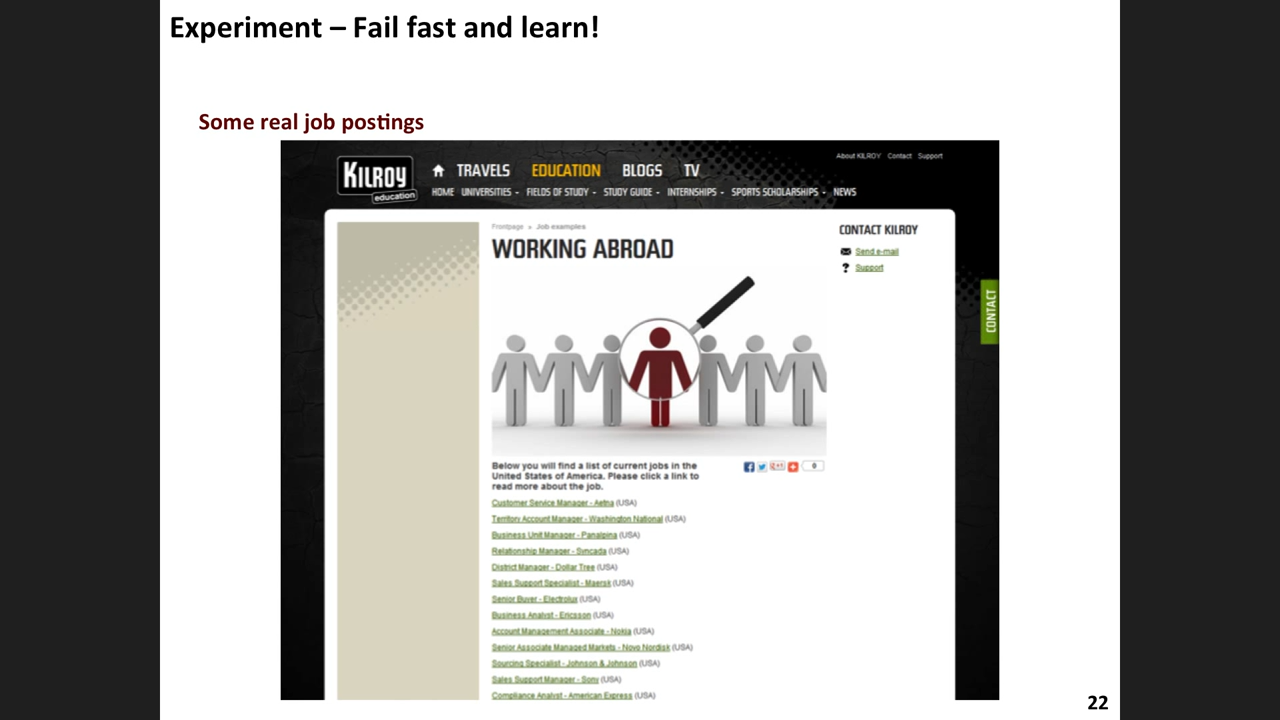 Experiment – Fail fast and learn!
Some real job postings
KILROY
education
TRAVELS EDUCATION BLOGS TV
About KILROY Contact Support
HOME UNIVERSITIES FIELDS OF STUDY STUDY GUIDE INTERNSHIPS SPORTS SCHOLARSHIPS NEWS
Frontpage » Job examples
WORKING ABROAD
CONTACT KILROY
Send e-mail
Support
CONTACT
Below you will find a list of current jobs in the
United States of America. Please click a link to
read more about the job.
0
Customer Service Manager - Aetna (USA)
Territory Account Manager - Washington National (USA)
Business Unit Manager - Panalpina (USA)
Relationship Manager - Syncada (USA)
District Manager - Dollar Tree (USA)
Sales Support Specialist - Maersk (USA)
Senior Buyer - Electrolux (USA)
Business Analyst - Ericsson (USA)
Account Management Associate - Nokia (USA)
Senior Associate Managed Markets - Novo Nordisk (USA)
Sourcing Specialist - Johnson & Johnson (USA)
Sales Support Manager - Sony (USA)
Compliance Analyst - American Express (USA)
22